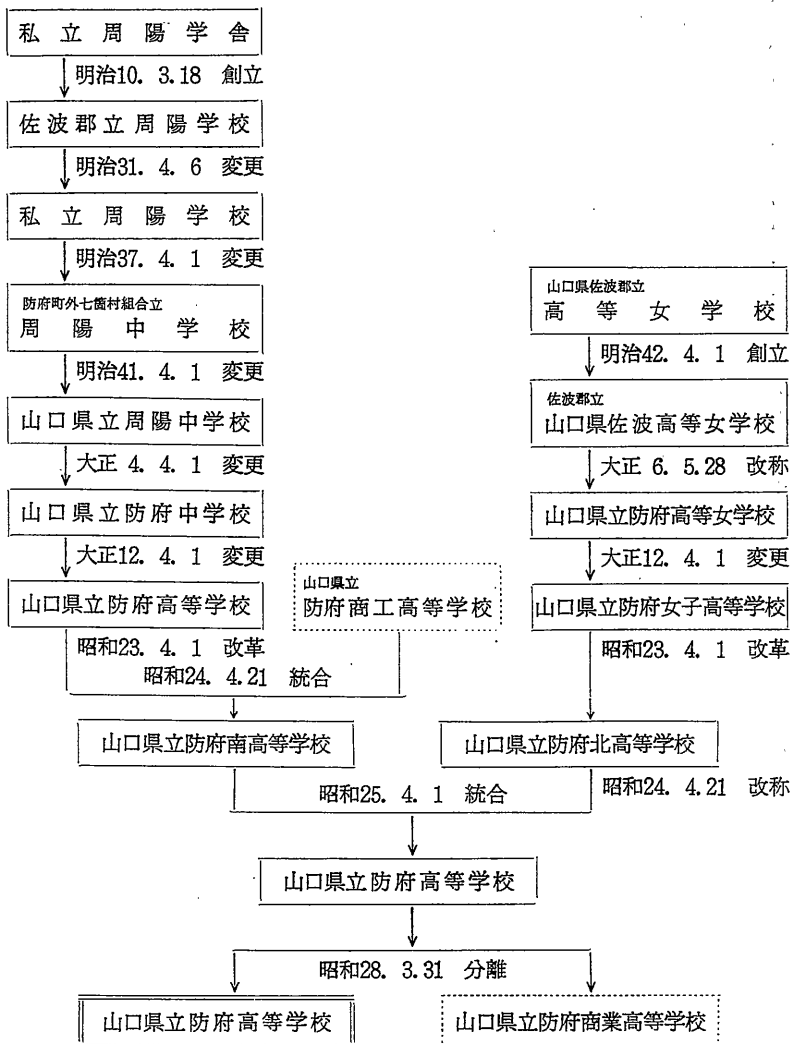 私立周陽学舎
明治10. 3.18 創立
佐波郡立周陽学校
明治31. 4. 6 変更
私立周陽学校
明治37. 4. 1 変更
防府町外七箇村組合立
周陽中学校
明治41. 4. 1 変更
山口県立周陽中学校
大正 4. 4. 1 変更
山口県立防府中学校
大正12. 4. 1 変更
山口県立防府高等学校
昭和23. 4. 1 改革
山口県立
防府商工高等学校
昭和24. 4.21 統合
山口県立防府南高等学校
山口県佐波郡立
高等女学校
明治42. 4. 1 創立
佐波郡立
山口県佐波高等女学校
大正 6. 5.28 改称
山口県立防府高等女学校
大正12. 4. 1 変更
山口県立防府女子高等学校
昭和23. 4. 1 改革
山口県立防府北高等学校
昭和24. 4.21 改称
昭和25. 4. 1 統合
山口県立防府高等学校
昭和28. 3.31 分離
山口県立防府高等学校
山口県立防府商業高等学校